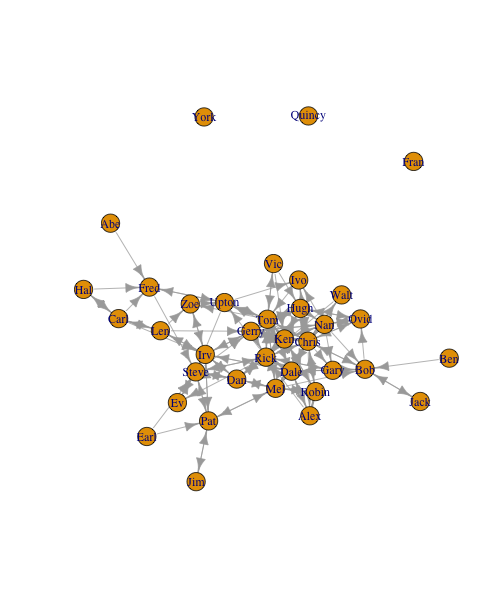 York
Quincy
Fran
Abe
Vic
Ivo
Hal
Fred
Walt
Zoe
Upton
Hugh
Carl
Tom
Nan
Ovid
Len
Gerry
Ken
Chris
Irv
Rick
Ben
Steve
Dan
Dale
Gary
Bob
Mel
Robin
Ev
Jack
Alex
Pat
Earl
Jim